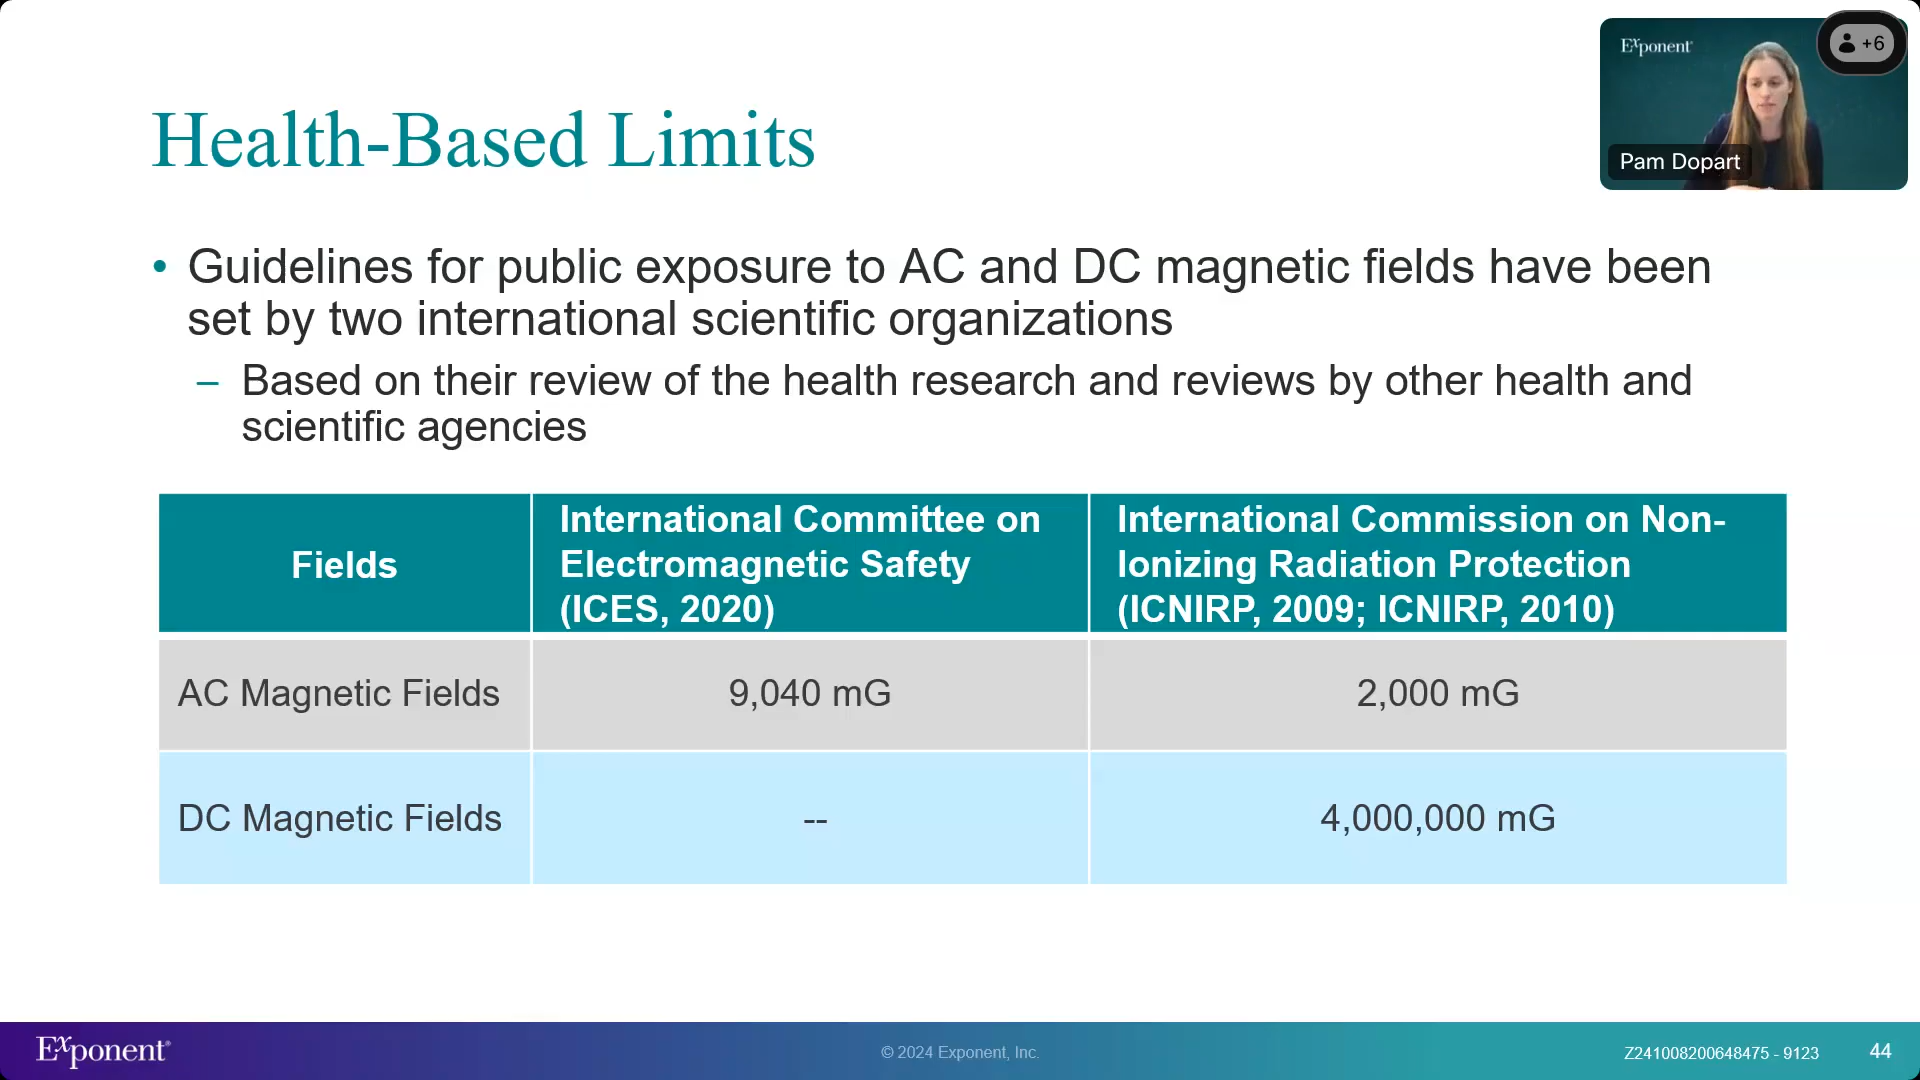 Exponent®
+6
Pam Dopart
Health-Based Limits
• Guidelines for public exposure to AC and DC magnetic fields have been
set by two international scientific organizations
– Based on their review of the health research and reviews by other health and
scientific agencies
Fields
International Committee on
Electromagnetic Safety
(ICES, 2020)
International Commission on Non-
Ionizing Radiation Protection
(ICNIRP, 2009; ICNIRP, 2010)
AC Magnetic Fields
9,040 mG
2,000 mG
DC Magnetic Fields
--
4,000,000 mG
Exponent®
© 2024 Exponent, Inc.
Z241008200648475 - 9123
44